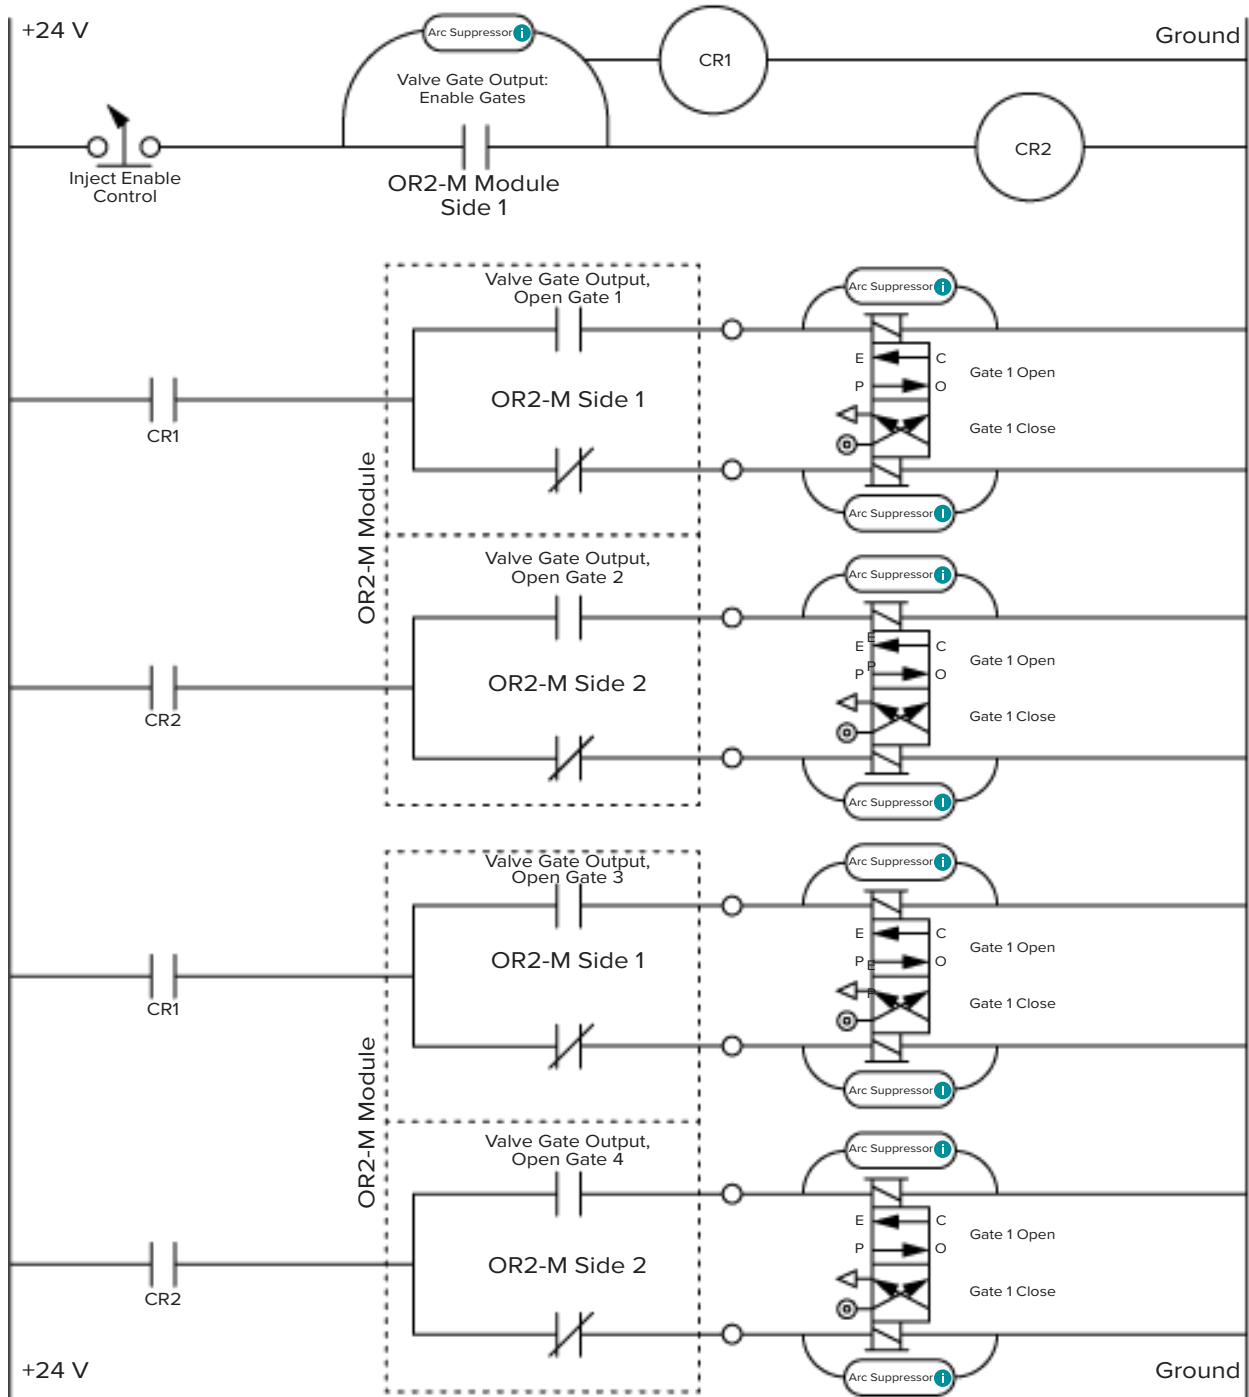 +24 V
Ground
Arc Suppressor i
CR1
Valve Gate Output:
Enable Gates
CR2
Inject Enable
Control
OR2-M Module
Side 1
Valve Gate Output,
Open Gate 1
Arc Suppressor i
E
C
Gate 1 Open
P
O
CR1
OR2-M Side 1
Gate 1 Close
Arc Suppressor I
OR2-M Module
Valve Gate Output,
Open Gate 2
Arc Suppressor i
E
E
C
Gate 1 Open
P
P
O
CR2
OR2-M Side 2
Gate 1 Close
Arc Suppressor I
Valve Gate Output,
Open Gate 3
Arc Suppressor i
E
C
Gate 1 Open
P
E
O
P
CR1
OR2-M Side 1
Gate 1 Close
Arc Suppressor I
OR2-M Module
Valve Gate Output,
Open Gate 4
Arc Suppressor i
E
C
Gate 1 Open
P
O
CR2
OR2-M Side 2
Gate 1 Close
Arc Suppressor i
+24 V
Ground